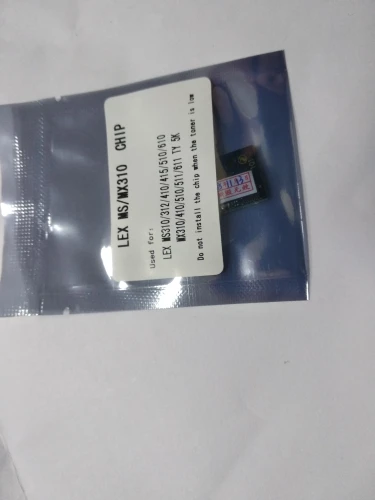 LEX MS/MX310 CHIP
Used for:
LEX MS310/312/410/415/510/610
MX310/410/510/511/611 TY 5K
Do not install the chip when the toner is low